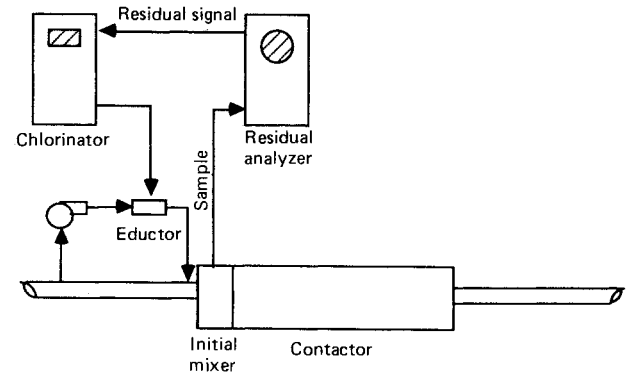 Residual signal
Chlorinator
Residual
analyzer
Sample
Eductor
Initial
mixer
Contactor